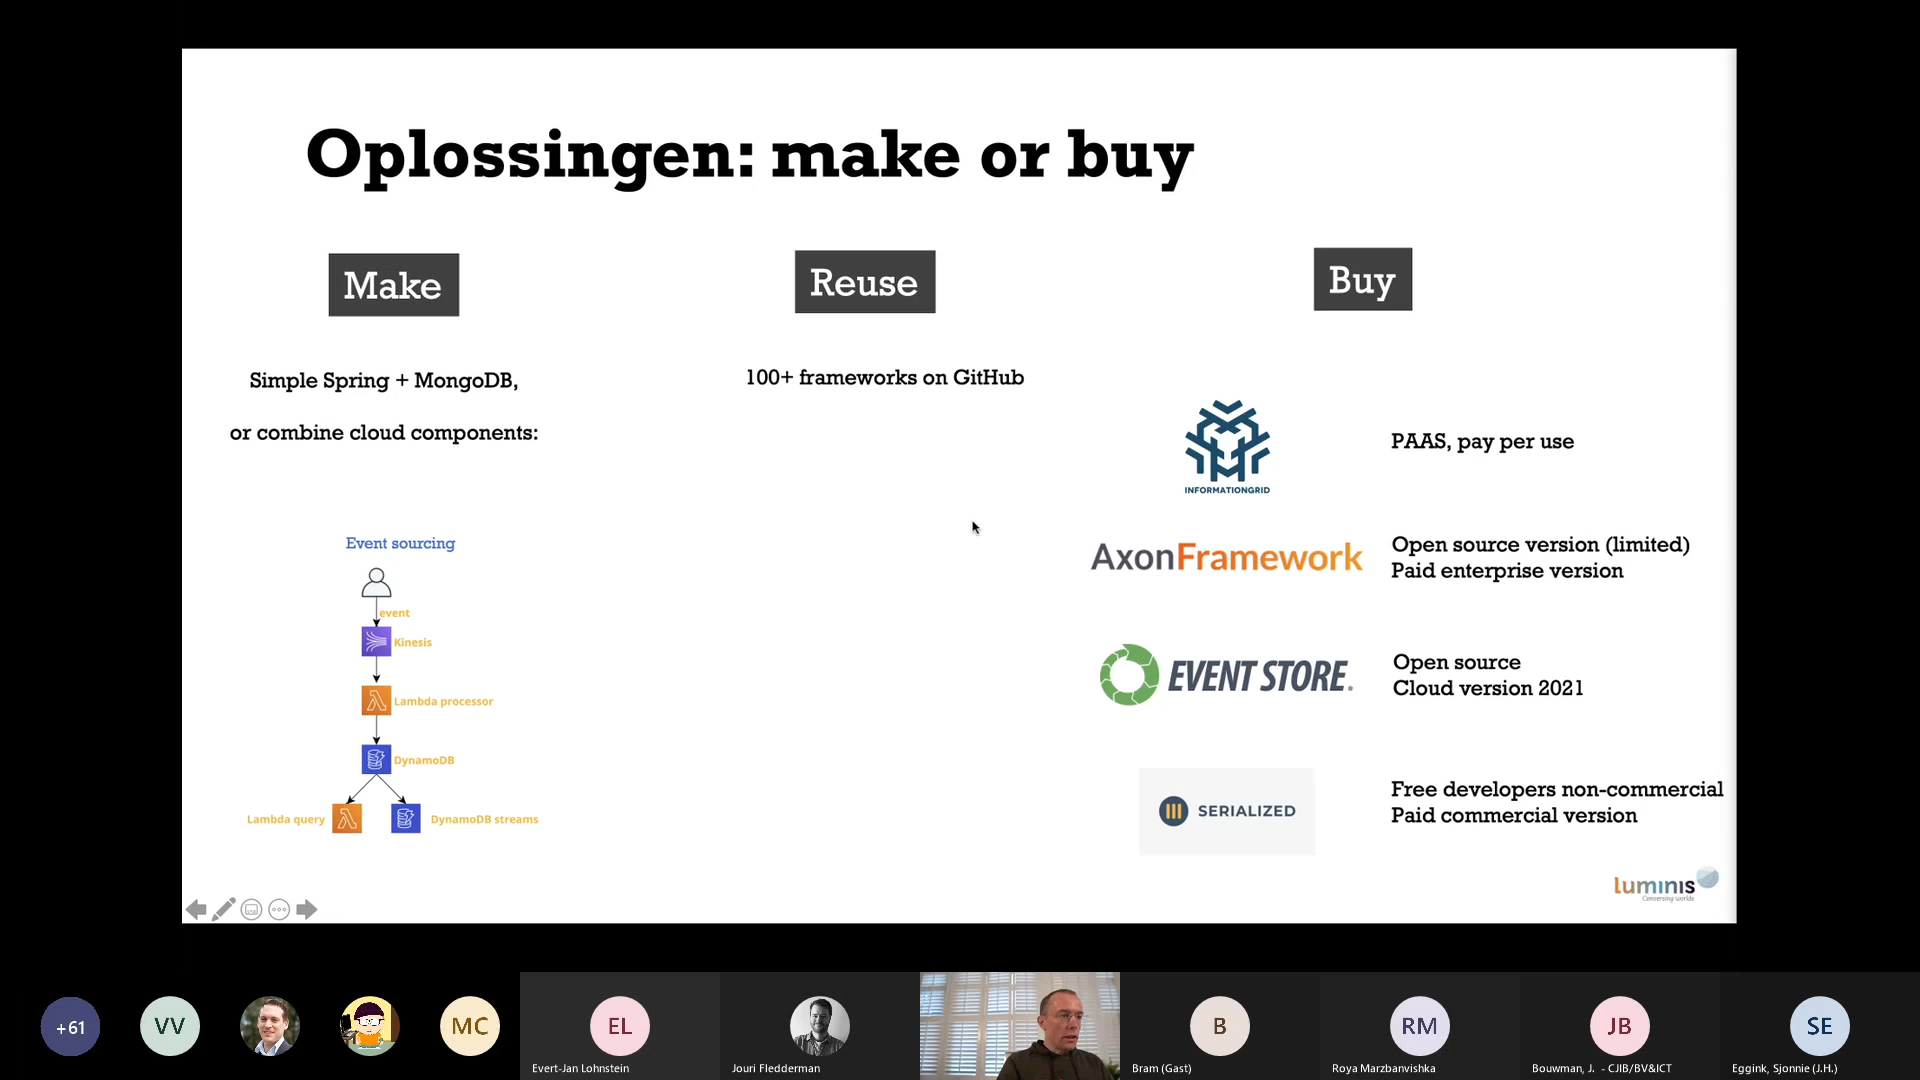 Oplossingen: make or buy
Make
Reuse
Buy
Simple Spring + MongoDB,
or combine cloud components:
100+ frameworks on GitHub
INFORMATIONGRID
PAAS, pay per use
AxonFramework
Open source version (limited)
Paid enterprise version
EVENT STORE.
Open source
Cloud version 2021
SERIALIZED
Free developers non-commercial
Paid commercial version
Event sourcing
event
Kinesis
Lambda processor
DynamoDB
Lambda query
DynamoDB streams
luminis
Conversing worlds
+61
VV
MC
EL
Evert-Jan Lohnstein
Jouri Fledderman
B
Bram (Gast)
RM
Roya Marzbanvishka
JB
Bouwman, J. - CJIB/BV&ICT
SE
Eggink, Sjonnie (J.H.)